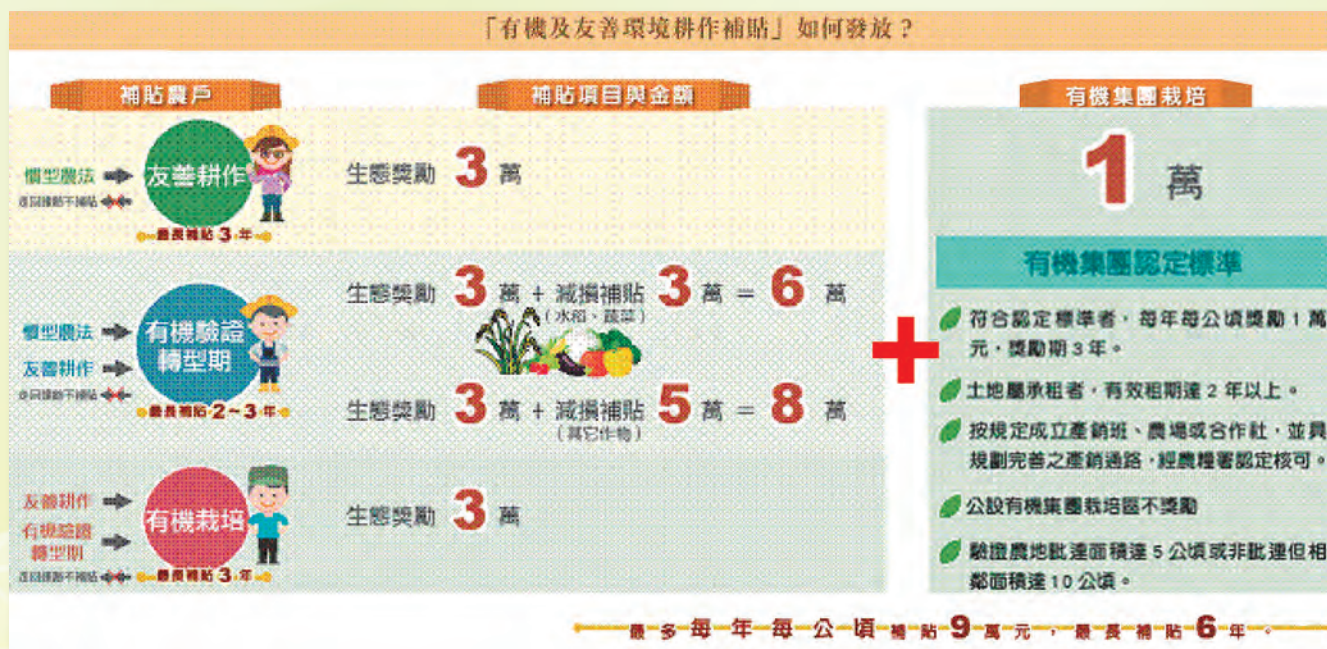 「有機及友善環境耕作補貼」如何發放?
補貼農戶
慣型農法
友善耕作
最長補貼3年
慣型農法
友善耕作
有機驗證
轉型期
最長補貼2~3年
友善耕作
有機驗證
轉型期
有機栽培
最長補貼3年
補貼項目與金額
生態獎勵 3 萬
生態獎勵 3 萬 + 減損補貼 3 萬 = 6 萬
(水稻、蔬菜)
生態獎勵 3 萬 + 減損補貼 5 萬 = 8 萬
(其它作物)
生態獎勵 3 萬
+
有機集團栽培
1 萬
有機集團認定標準
符合認定標準者,每年每公頃獎勵1萬
元,獎勵期3年。
土地屬承租者,有效租期達2年以上。
按規定成立產銷班、農場或合作社,並具
規劃完善之產銷通路,經農糧署認定核可。
公設有機集團栽培區不獎勵
驗證農地毗連面積達5公頃或非毗連但相
鄰面積達10公頃。
最多每年每公頃補貼9萬元,最長補貼6年。